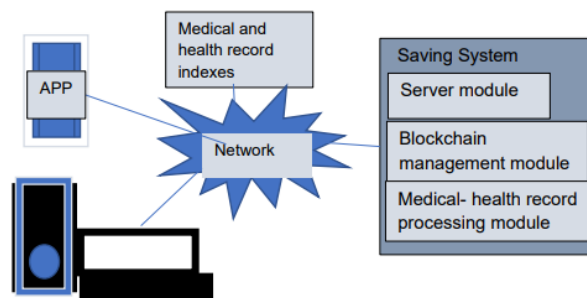 Medical and
health record
indexes
APP
Network
Saving System
Server module
Blockchain
management module
Medical- health record
processing module